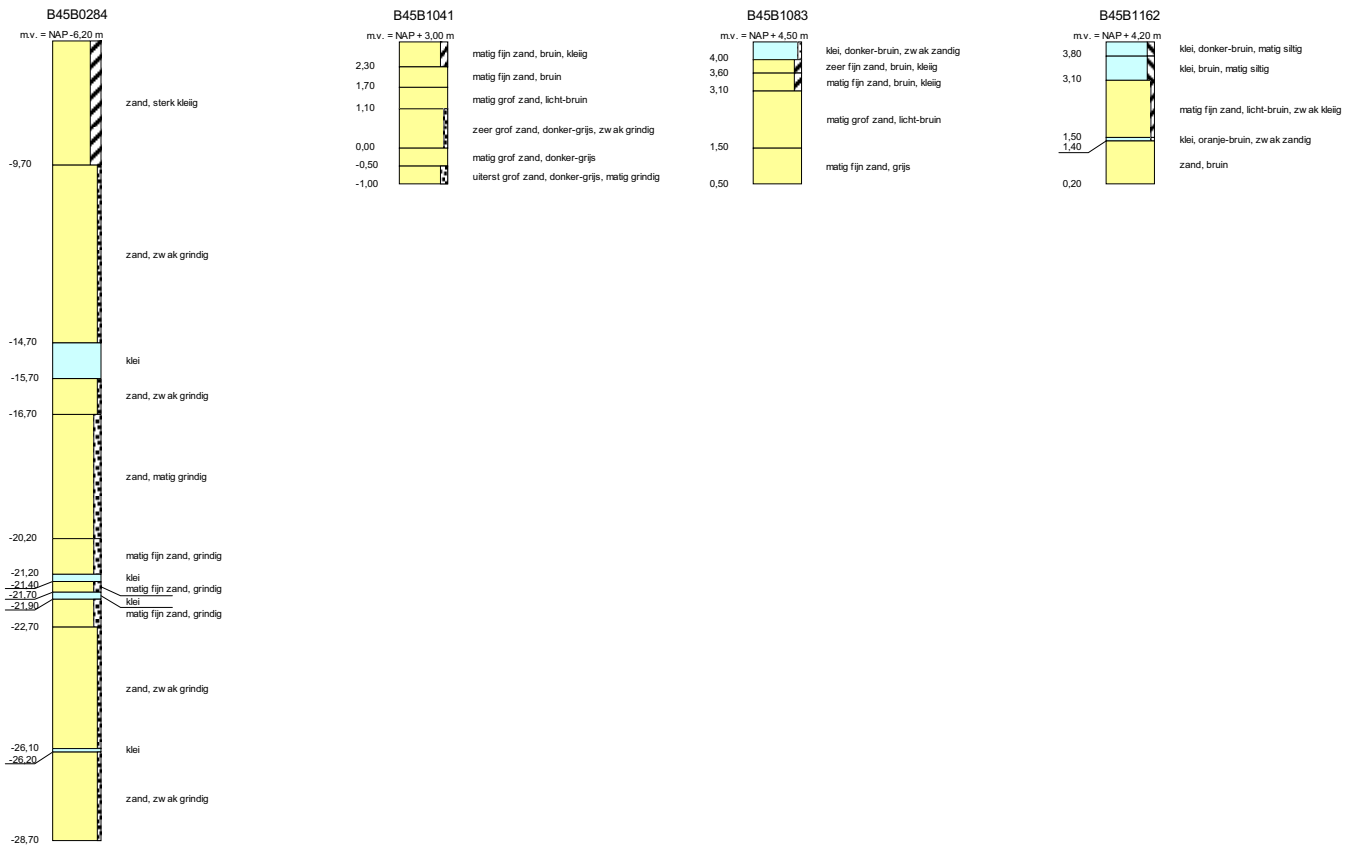 B45B0284
m.v. = NAP -6,20 m
zand, sterk kleiig
-9,70
zand, zwak grindig
-14,70
klei
-15,70
zand, zwak grindig
-16,70
zand, matig grindig
-20,20
matig fijn zand, grindig
-21,20
klei
-21,40
matig fijn zand, grindig
-21,70
klei
-21,90
matig fijn zand, grindig
-22,70
zand, zwak grindig
-26,10
klei
-26,20
zand, zwak grindig
-28,70
B45B1041
m.v. = NAP + 3,00 m
matig fijn zand, bruin, kleiig
2,30
matig fijn zand, bruin
1,70
matig grof zand, licht-bruin
1,10
zeer grof zand, donker-grijs, zwak grindig
0,00
matig grof zand, donker-grijs
-0,50
uiterst grof zand, donker-grijs, matig grindig
-1,00
B45B1083
m.v. = NAP + 4,50 m
klei, donker-bruin, zwak zandig
4,00
zeer fijn zand, bruin, kleiig
3,60
matig fijn zand, bruin, kleiig
3,10
matig grof zand, licht-bruin
1,50
matig fijn zand, grijs
0,50
B45B1162
m.v. = NAP + 4,20 m
klei, donker-bruin, matig siltig
3,80
klei, bruin, matig siltig
3,10
matig fijn zand, licht-bruin, zwak kleiig
1,50
klei, oranje-bruin, zwak zandig
1,40
zand, bruin
0,20